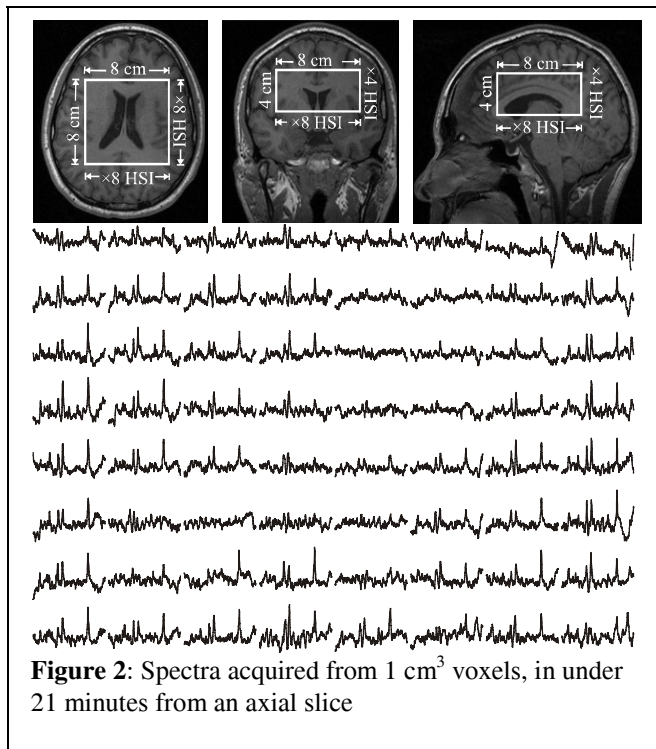 8 cm
8 cm
×8 HSI
×8 HSI
8 cm
4 cm
×4 HSI
×8 HSI
8 cm
4 cm
×4 HSI
×8 HSI
Figure 2: Spectra acquired from 1 cm³ voxels, in under
21 minutes from an axial slice